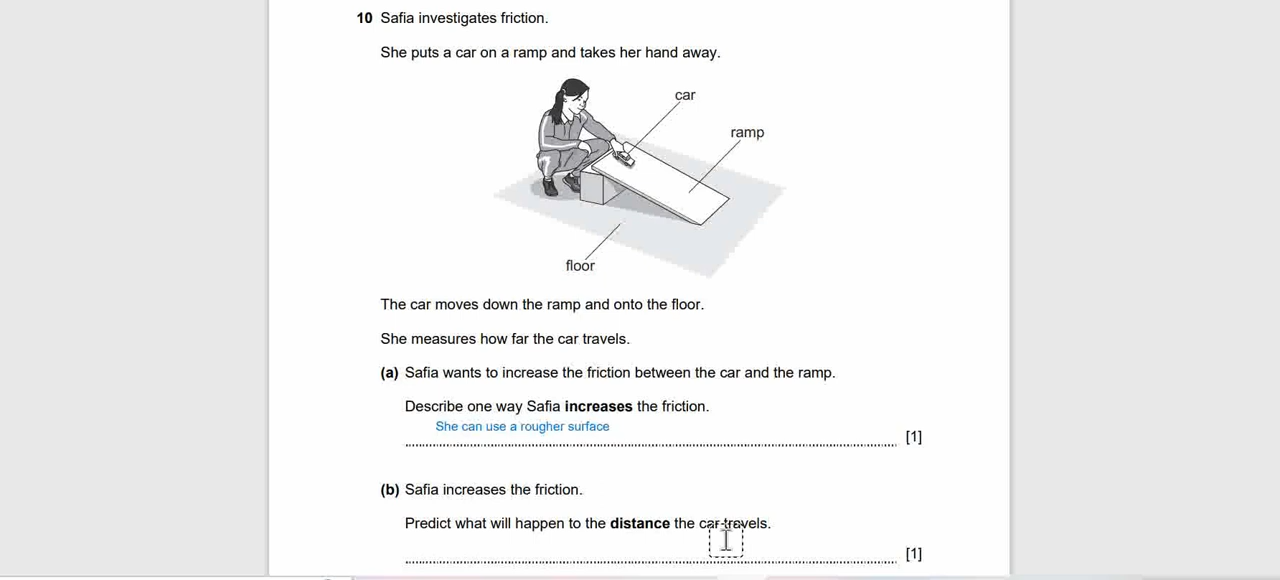 10 Safia investigates friction.
She puts a car on a ramp and takes her hand away.
car
ramp
floor
The car moves down the ramp and onto the floor.
She measures how far the car travels.
(a) Safia wants to increase the friction between the car and the ramp.
Describe one way Safia increases the friction.
She can use a rougher surface
[1]
(b) Safia increases the friction.
Predict what will happen to the distance the car travels.
[1]